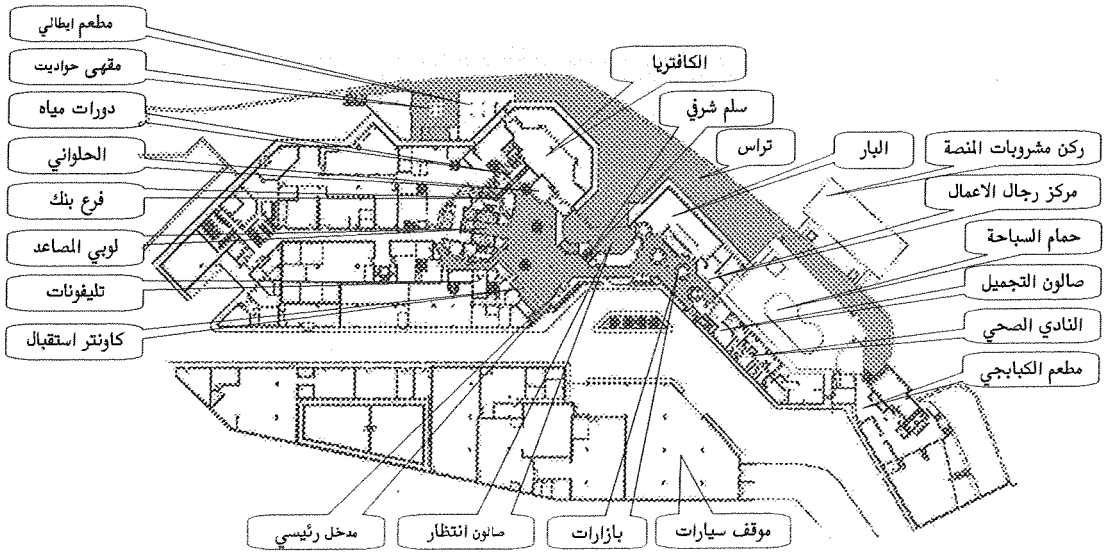 مطعم ايطالي
مقهى حواديت
دورات مياه
الحلواني
فرع بنك
لوبي المصاعد
تليفونات
كاونتر استقبال
الكافتريا
سلم شرفي
تراس
البار
ركن مشروبات المنصة
مركز رجال الاعمال
حمام السباحة
صالون التجميل
النادي الصحي
مطعم الكبابجي
مدخل رئيسي
صالون انتظار
بازارات
موقف سيارات